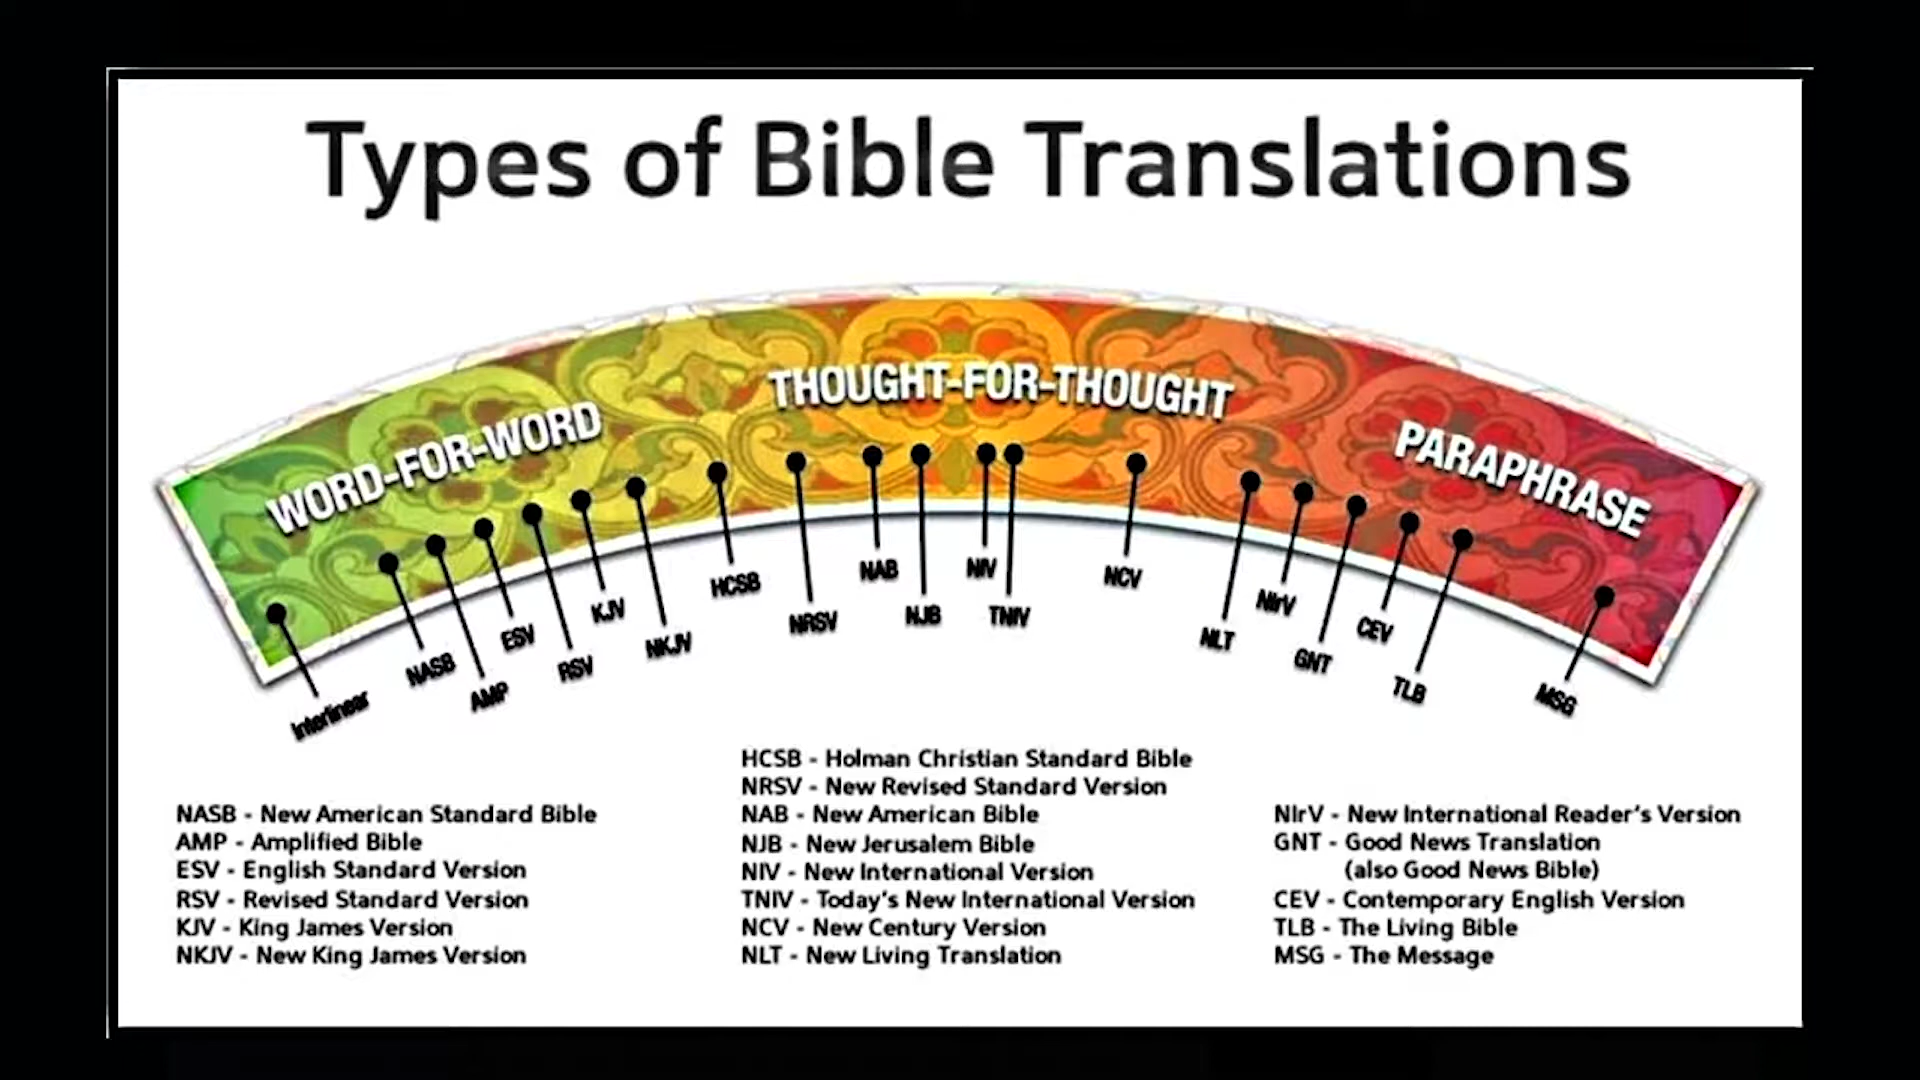 Types of Bible Translations
WORD-FOR-WORD
THOUGHT-FOR-THOUGHT
PARAPHRASE
Interlinear
NASB
AMP
ESV
RSV
KJV
NKJV
HCSB
NRSV
NAB
NJB
NIV
TNIV
NCV
NLT
NIrV
GNT
CEV
TLB
MSG
NASB - New American Standard Bible
AMP - Amplified Bible
ESV - English Standard Version
RSV - Revised Standard Version
KJV - King James Version
NKJV - New King James Version
HCSB - Holman Christian Standard Bible
NRSV - New Revised Standard Version
NAB - New American Bible
NJB - New Jerusalem Bible
NIV - New International Version
TNIV - Today's New International Version
NCV - New Century Version
NLT - New Living Translation
NIrV - New International Reader's Version
GNT - Good News Translation
(also Good News Bible)
CEV - Contemporary English Version
TLB - The Living Bible
MSG - The Message